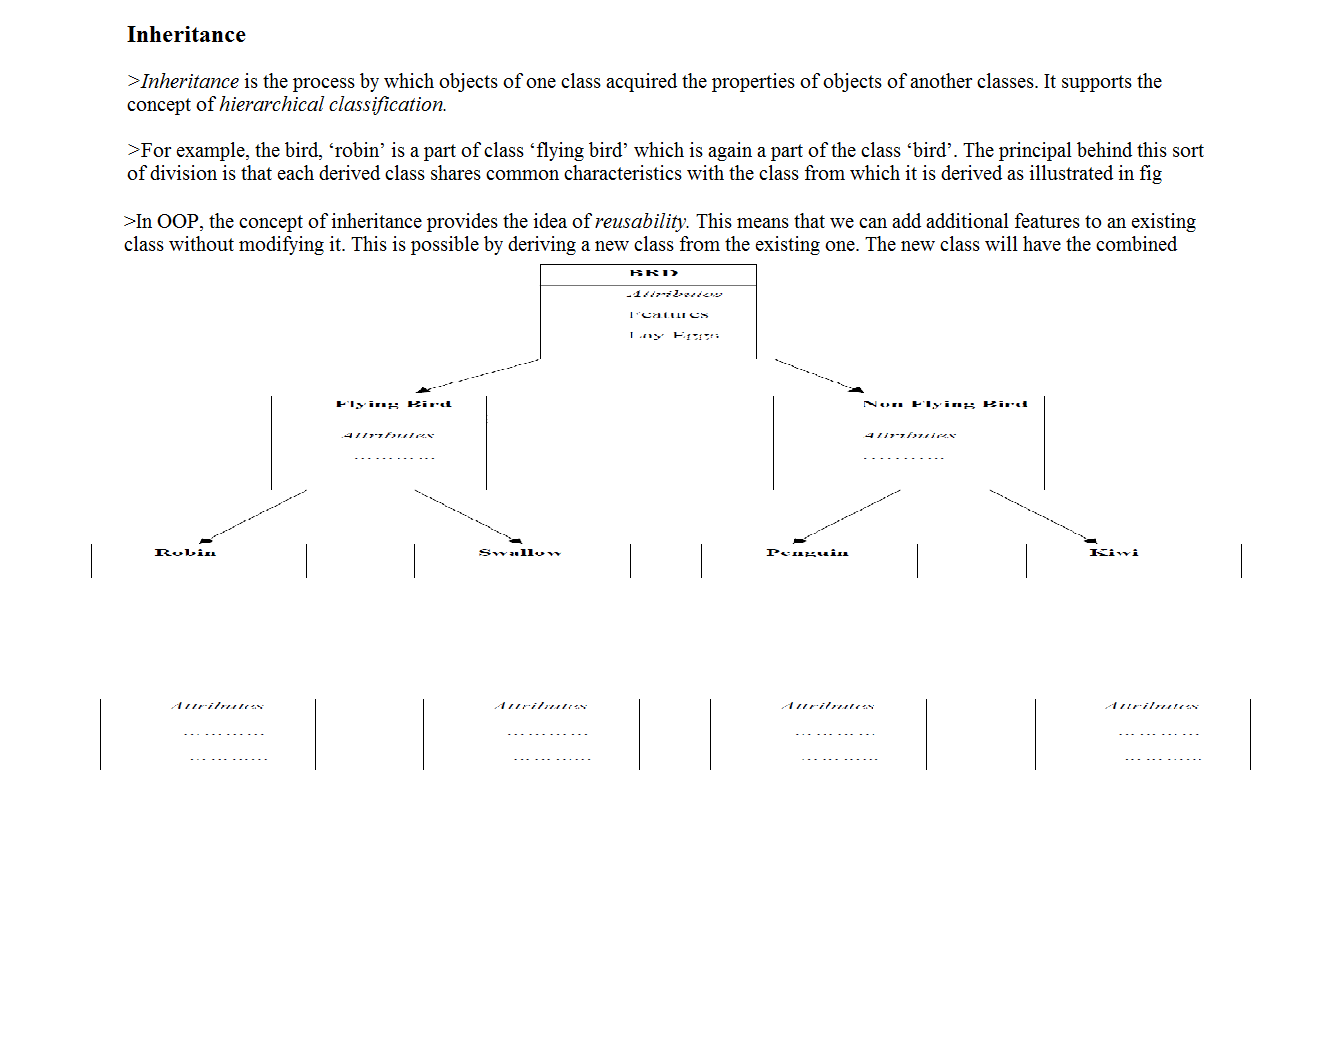 Inheritance
>Inheritance is the process by which objects of one class acquired the properties of objects of another classes. It supports the
concept of hierarchical classification.
>For example, the bird, ‘robin’ is a part of class ‘flying bird’ which is again a part of the class ‘bird’. The principal behind this sort
of division is that each derived class shares common characteristics with the class from which it is derived as illustrated in fig
>In OOP, the concept of inheritance provides the idea of reusability. This means that we can add additional features to an existing
class without modifying it. This is possible by deriving a new class from the existing one. The new class will have the combined
BRD
Attributes
Features
Lay Eggs
Flying Bird Non Flying Bird
Attributes Attributes
........... ...........
Robin Swallow Penguin Kiwi
Attributes Attributes Attributes Attributes
... ... ... ... ... ... ... ... ... ... ... ...
... ... ...... ... ... ...... ... ... ...... ... ... ......